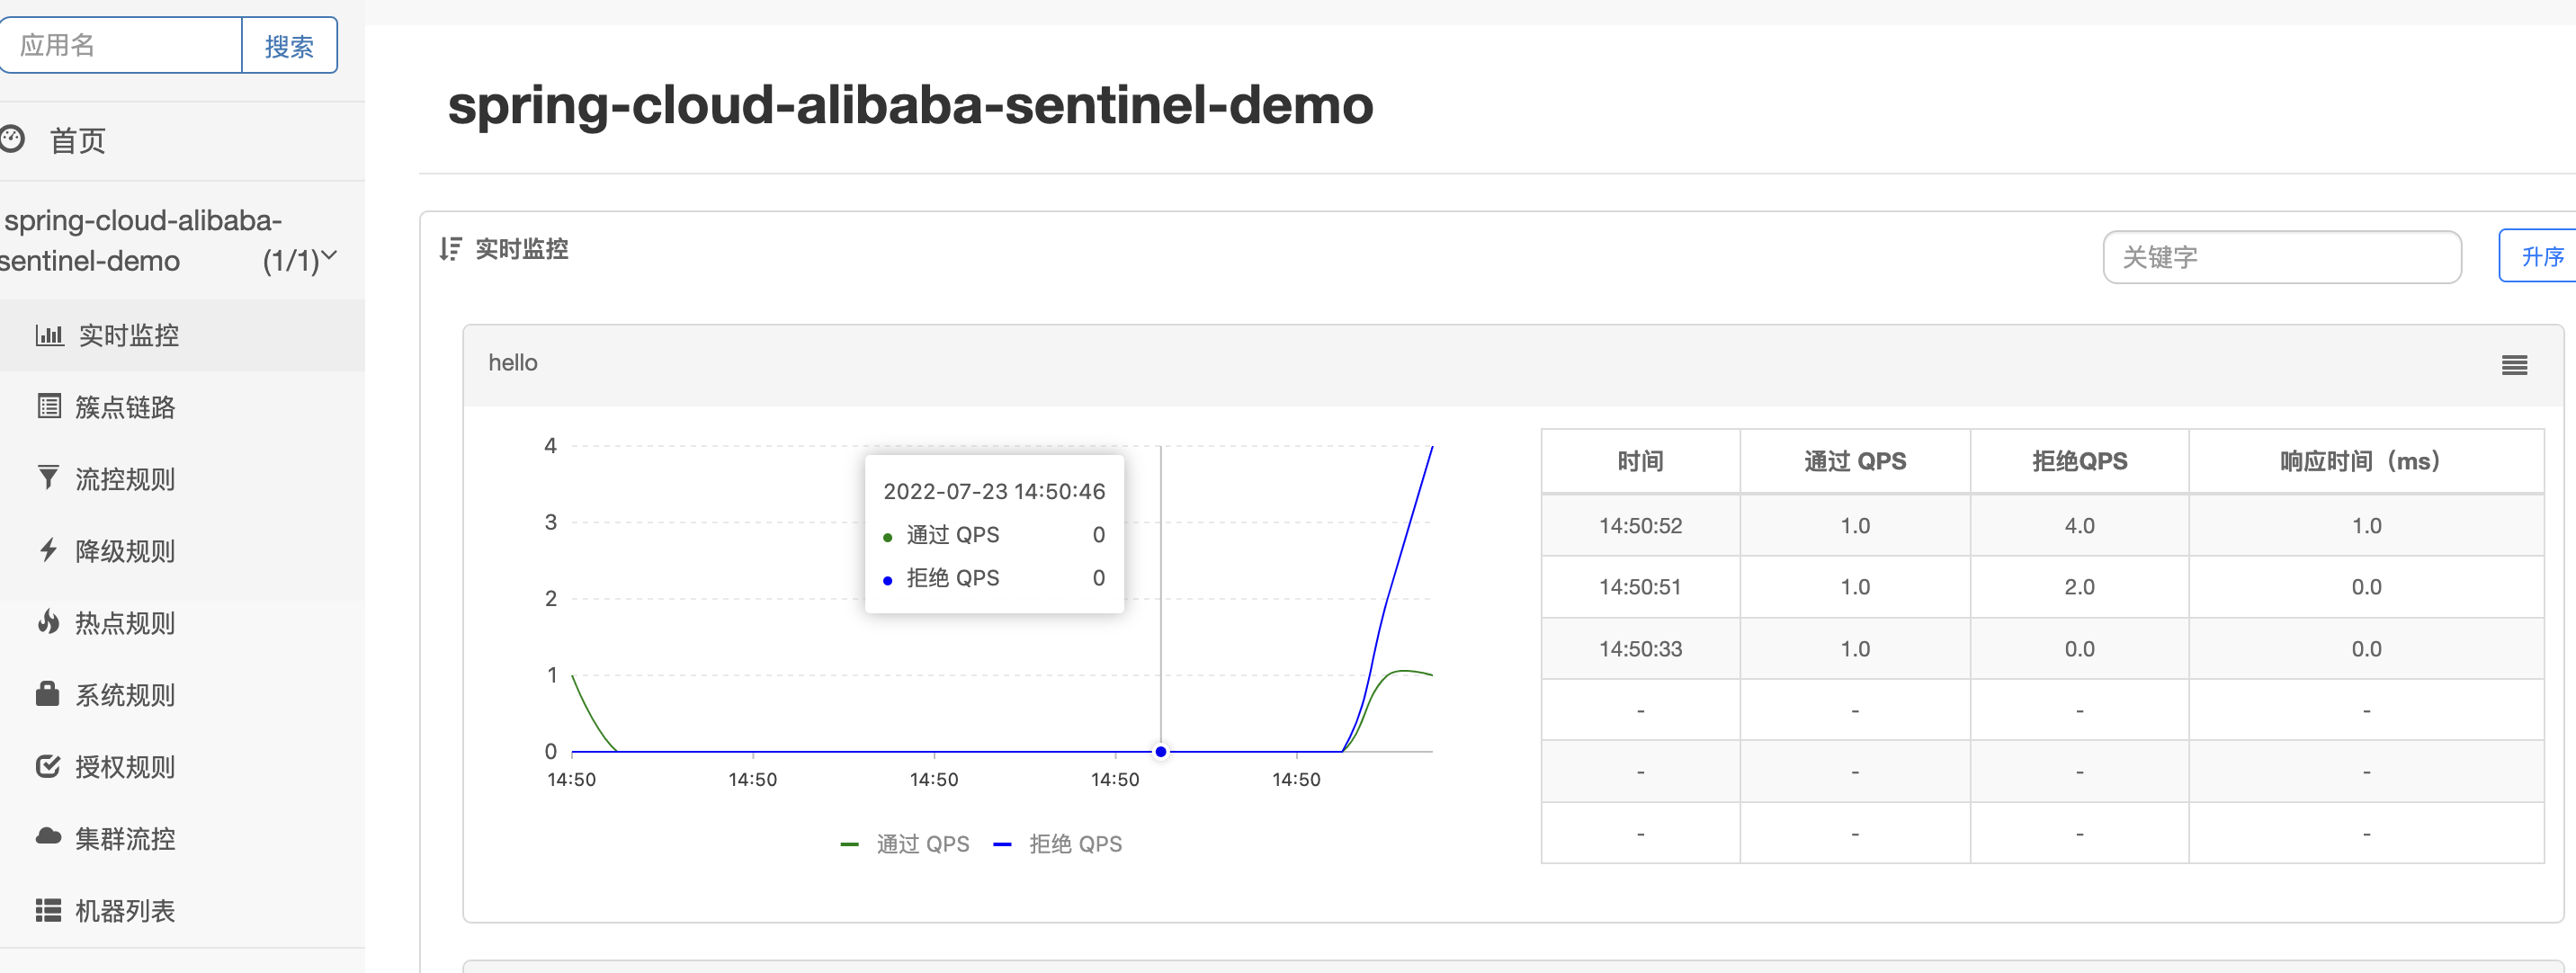 应用名
搜索
首页
spring-cloud-alibaba-
sentinel-demo (1/1)
实时监控
簇点链路
流控规则
降级规则
热点规则
系统规则
授权规则
集群流控
机器列表
spring-cloud-alibaba-sentinel-demo
实时监控
关键字
升序
hello
4
3
2
1
0
14:50 14:50 14:50 14:50 14:50
2022-07-23 14:50:46
通过 QPS 0
拒绝 QPS 0
通过 QPS 拒绝 QPS
时间 通过 QPS 拒绝QPS 响应时间（ms）
14:50:52 1.0 4.0 1.0
14:50:51 1.0 2.0 0.0
14:50:33 1.0 0.0 0.0
- - - -
- - - -
- - - -